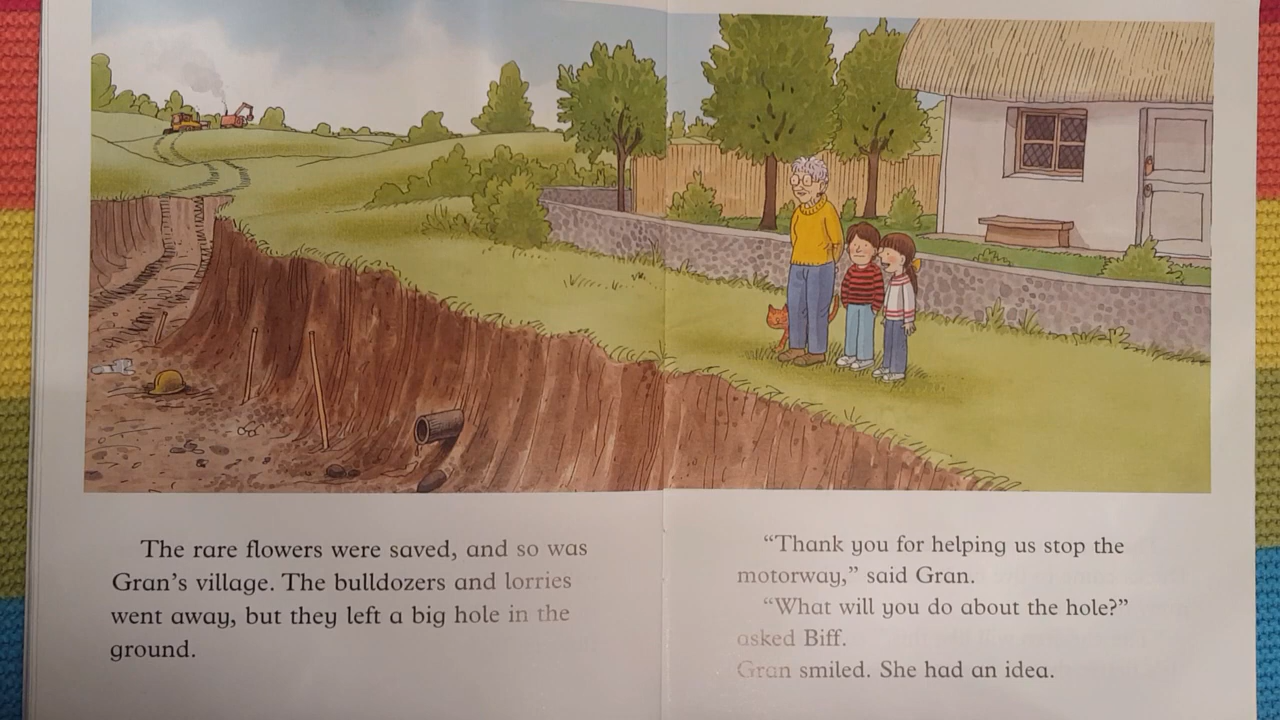 The rare flowers were saved, and so was
Gran's village. The bulldozers and lorries
went away, but they left a big hole in the
ground.
“Thank you for helping us stop the
motorway,” said Gran.
“What will you do about the hole?”
asked Biff.
Gran smiled. She had an idea.